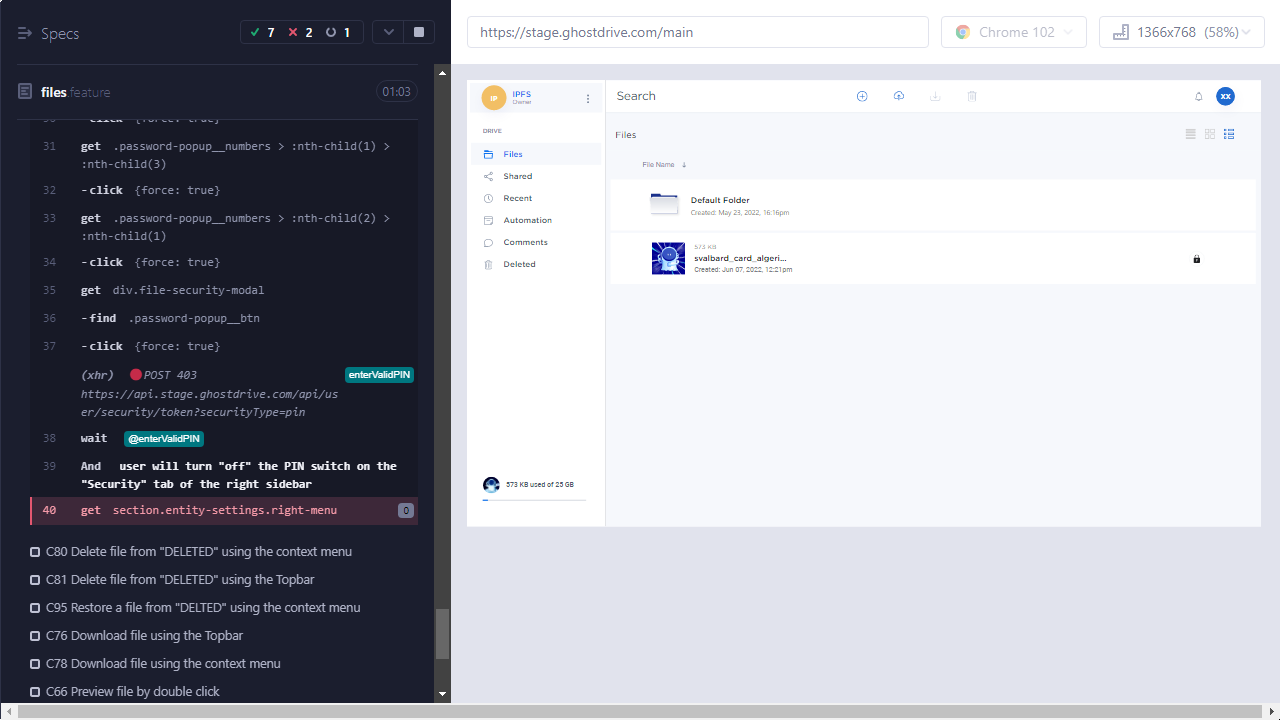 Specs
7 2 1
https://stage.ghostdrive.com/main
Chrome 102
1366x768 (58%)
files feature
01:03
30 -click {force: true}
31 get .password-popup__numbers > :nth-child(1) >
:nth-child(3)
32 -click {force: true}
33 get .password-popup__numbers > :nth-child(2) >
:nth-child(1)
34 -click {force: true}
35 get div.file-security-modal
36 -find .password-popup__btn
37 -click {force: true}
(xhr) POST 403 enterValidPIN
https://api.stage.ghostdrive.com/api/us
er/security/token?securityType=pin
38 wait @enterValidPIN
39 And user will turn "off" the PIN switch on the
"Security" tab of the right sidebar
40 get section.entity-settings.right-menu 0
C80 Delete file from "DELETED" using the context menu
C81 Delete file from "DELETED" using the Topbar
C95 Restore a file from "DELTED" using the context menu
C76 Download file using the Topbar
C78 Download file using the context menu
C66 Preview file by double click
IP
IPFS
Owner
Search
XX
DRIVE
Files
Shared
Recent
Automation
Comments
Deleted
573 KB used of 25 GB
Files
File Name ↓
Default Folder
Created: May 23, 2022, 16:16pm
573 KB
svalbard_card_algeri...
Created: Jun 07, 2022, 12:21pm